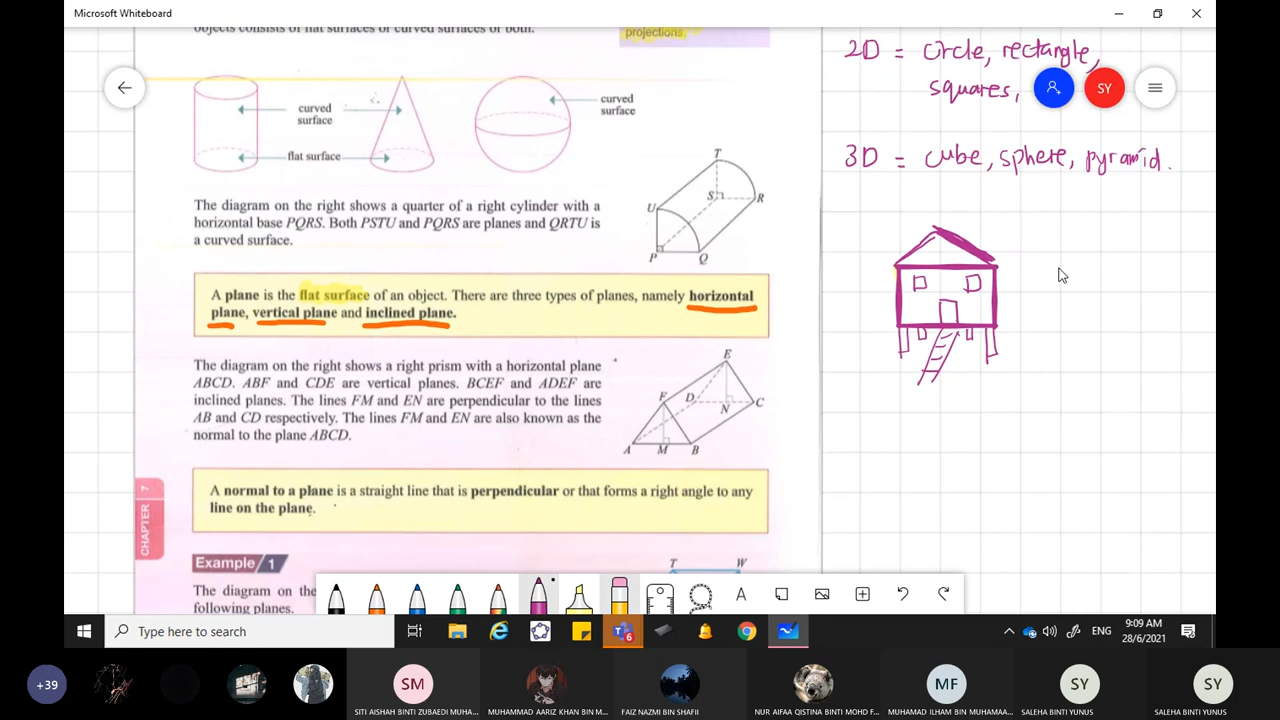 Microsoft Whiteboard
objects consists of flat surfaces or curved surfaces or both.
projections.
2D = circle, rectangle,
squares,
SY
3D = cube, sphere, pyramid.
curved
surface
flat surface
curved
surface
The diagram on the right shows a quarter of a right cylinder with a
horizontal base PQRS. Both PSTU and PQRS are planes and QRTU is
a curved surface.
T
S
R
U
P
Q
A plane is the flat surface of an object. There are three types of planes, namely horizontal
plane, vertical plane and inclined plane.
The diagram on the right shows a right prism with a horizontal plane
ABCD. ABF and CDE are vertical planes. BCEF and ADEF are
inclined planes. The lines FM and EN are perpendicular to the lines
AB and CD respectively. The lines FM and EN are also known as the
normal to the plane ABCD.
E
F
D
N
C
A
M
B
A normal to a plane is a straight line that is perpendicular or that forms a right angle to any
line on the plane.
CHAPTER 7
Example 1
T
W
The diagram on the
following planes.
A
Type here to search
6
ENG
9:09 AM
28/6/2021
+39
SM
SITI AISHAH BINTI ZUBAEDI MUHA...
MUHAMMAD AARIZ KHAN BIN M...
FAIZ NAZMI BIN SHAFII
NUR AIFAA QISTINA BINTI MOHD F...
MF
MUHAMAD ILHAM BIN MUHAMAA...
SY
SALEHA BINTI YUNUS
SY
SALEHA BINTI YUNUS